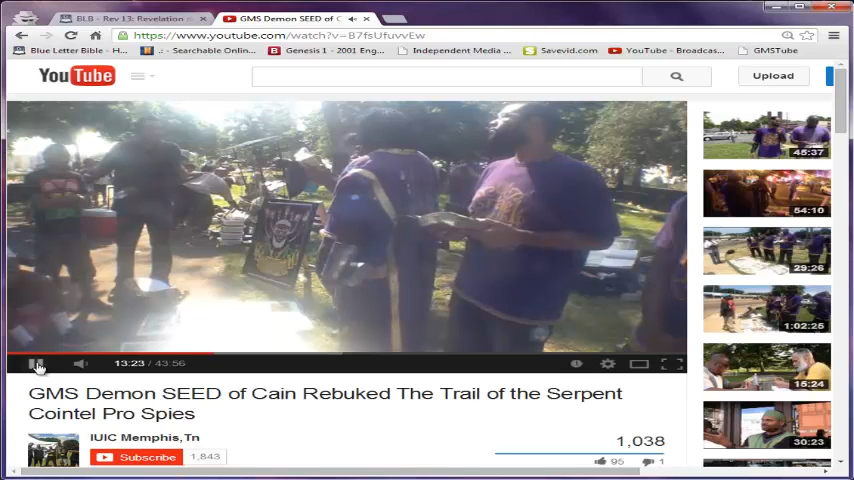 BLB - Rev 13: Revelation
GMS Demon SEED of C
https://www.youtube.com/watch?v=B7fsUfuvvEw
Blue Letter Bible - H...
.: - Searchable Onlin...
Genesis 1 - 2001 Eng...
Independent Media ...
Savevid.com
YouTube - Broadcas...
GMSTube
YouTube
Upload
45:37
54:10
29:26
1:02:25
15:24
30:23
13:23 / 43:56
GMS Demon SEED of Cain Rebuked The Trail of the Serpent
Cointel Pro Spies
IUIC Memphis,Tn
Subscribe
1,843
1,038
95
1